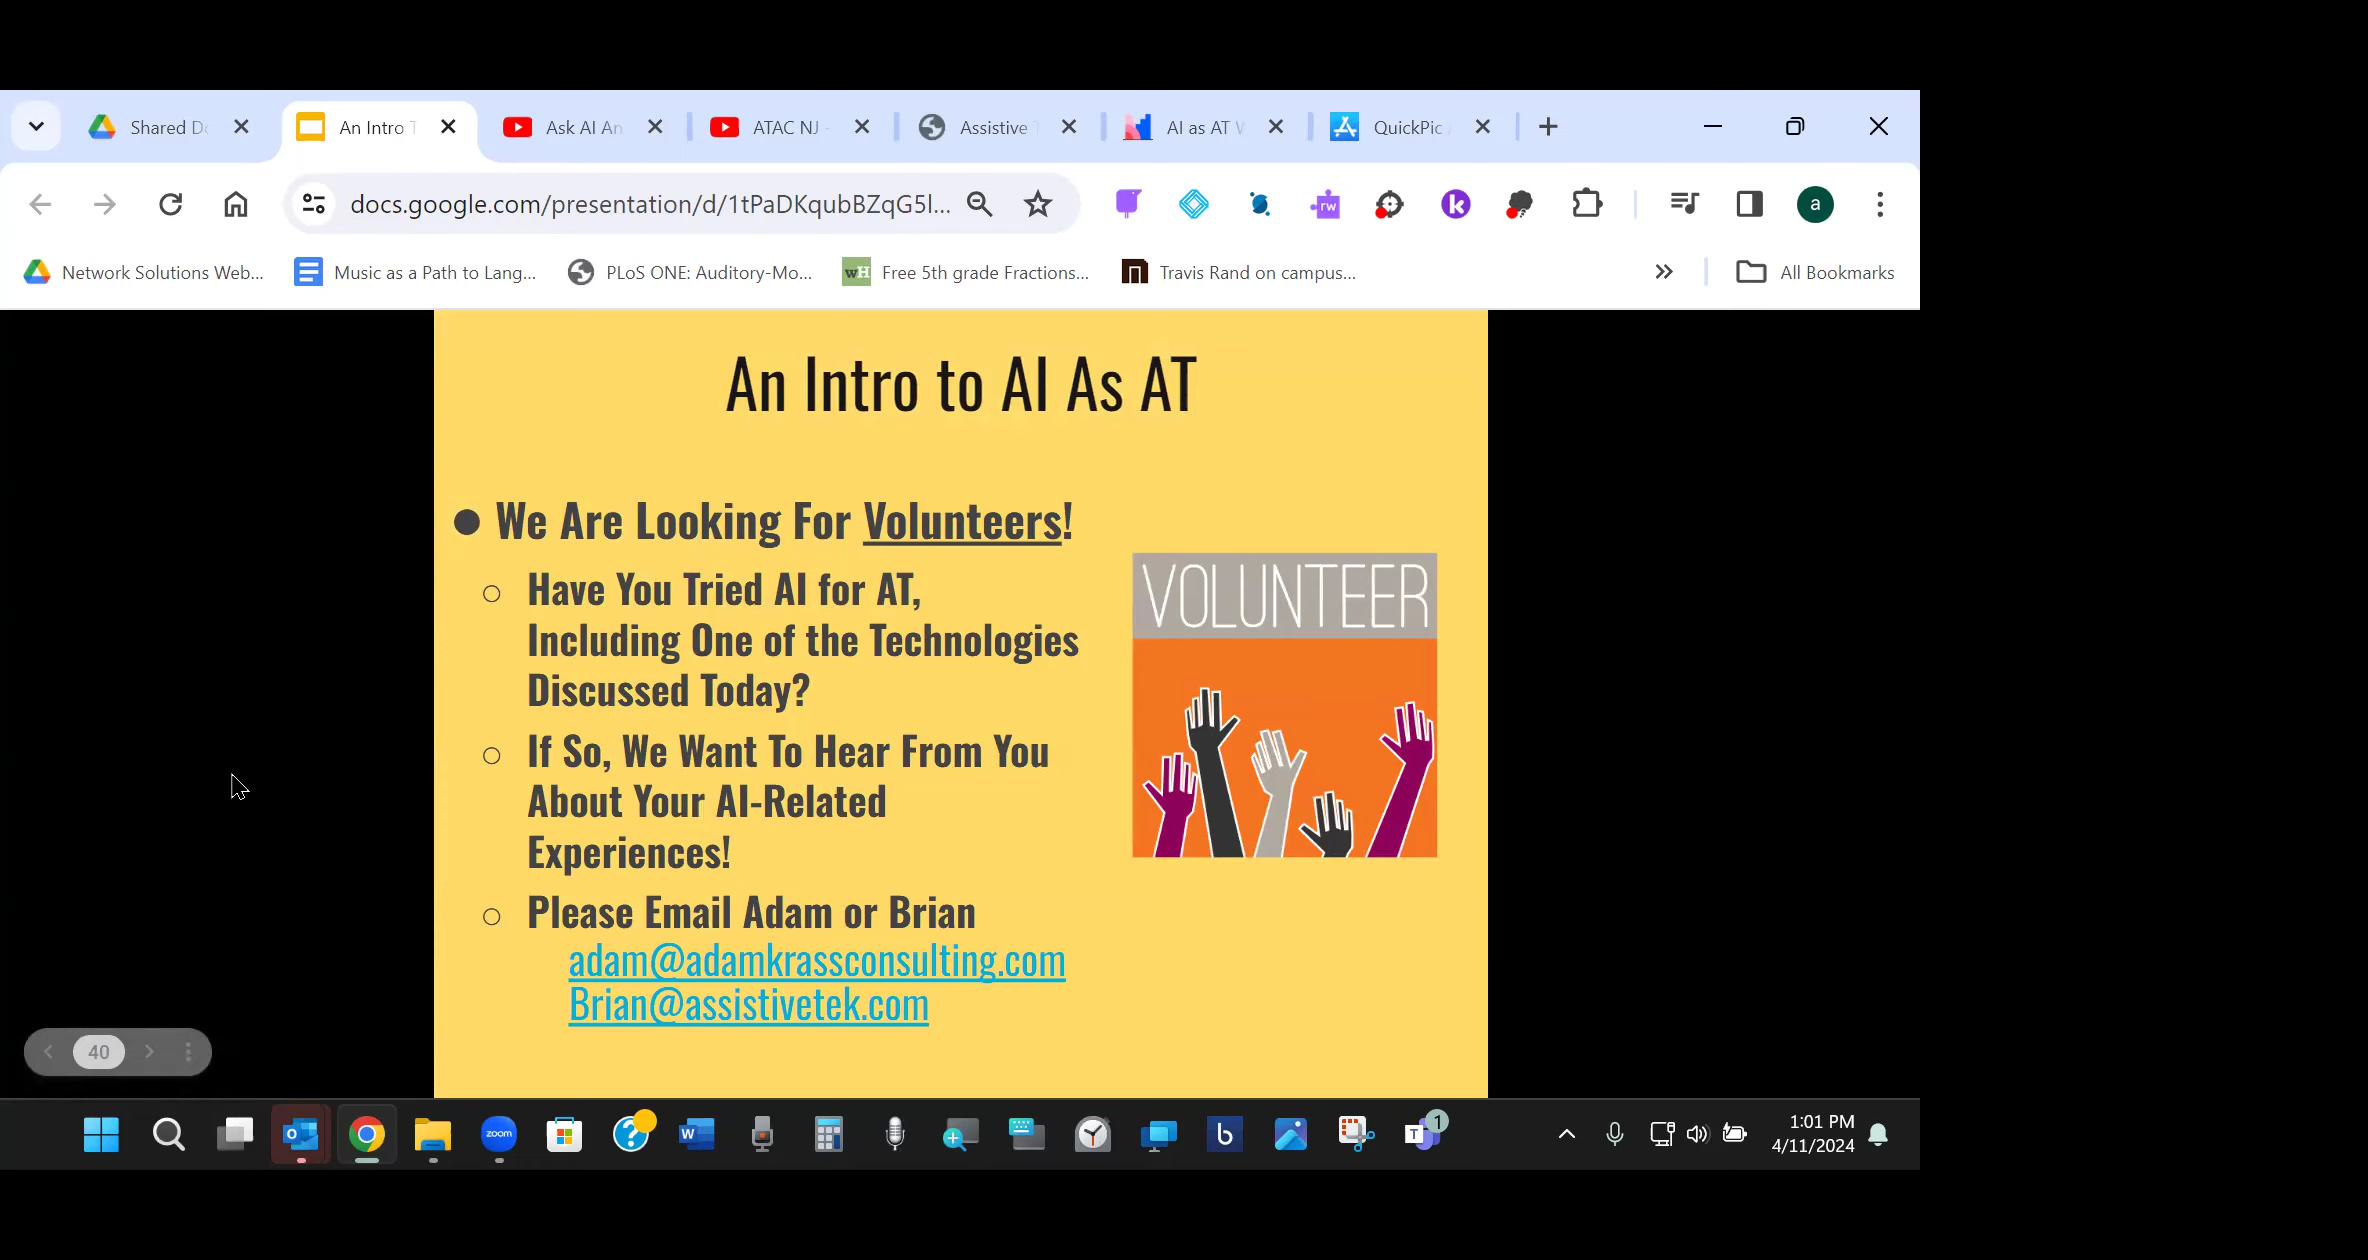 Shared Do
An Intro T
Ask AI An
ATAC NJ -
Assistive T
AI as AT W
QuickPic A
docs.google.com/presentation/d/1tPaDKqubBZqG5l...
rw
k
a
Network Solutions Web...
Music as a Path to Lang...
PLoS ONE: Auditory-Mo...
wH
Free 5th grade Fractions...
Travis Rand on campus...
All Bookmarks
An Intro to AI As AT
● We Are Looking For Volunteers!
○ Have You Tried AI for AT,
Including One of the Technologies
Discussed Today?
○ If So, We Want To Hear From You
About Your AI-Related
Experiences!
○ Please Email Adam or Brian
adam@adamkrassconsulting.com
Brian@assistivetek.com
VOLUNTEER
40
zoom
W
b
T
1
1:01 PM
4/11/2024